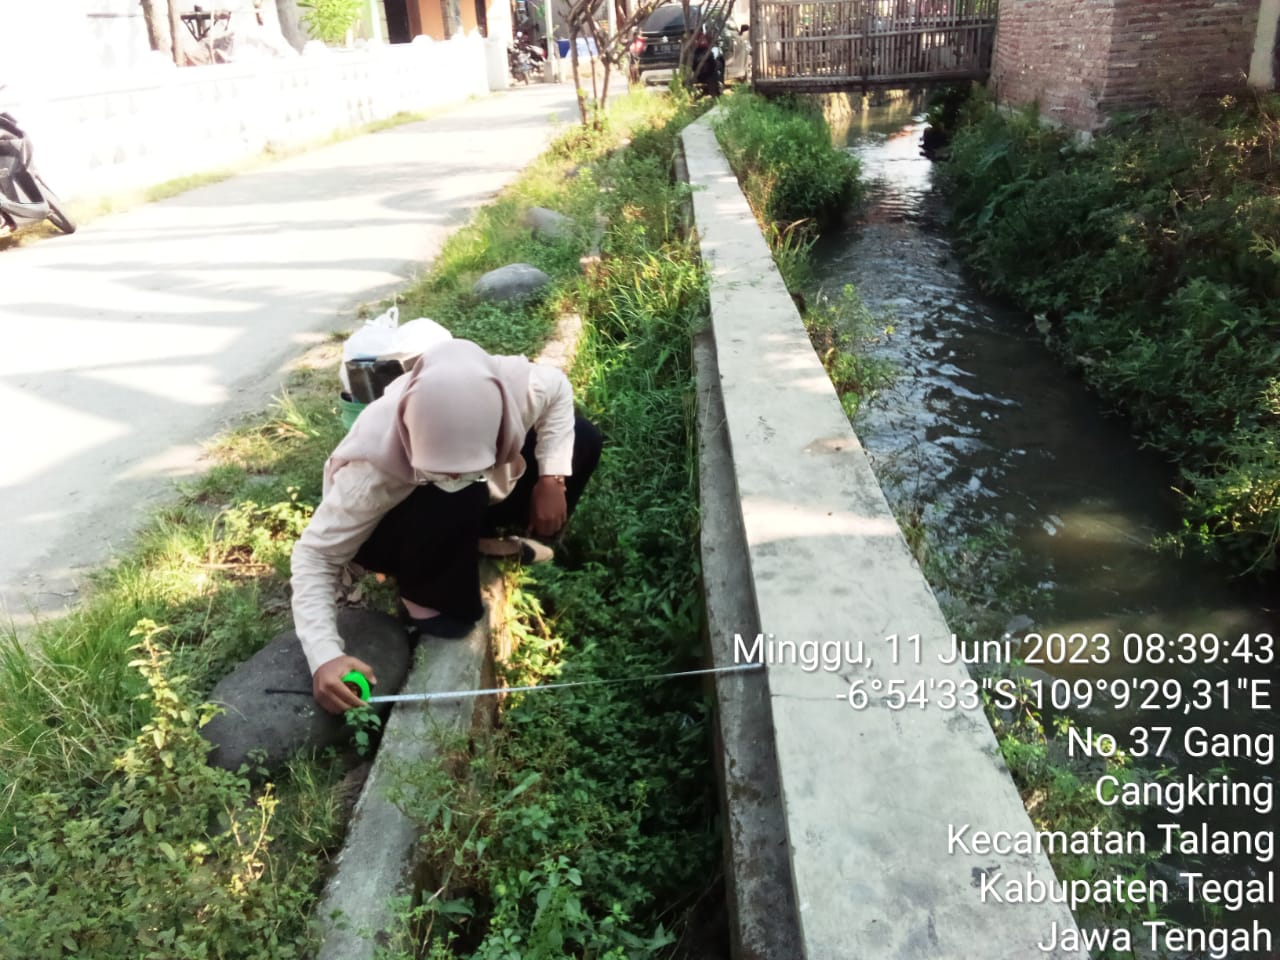 Minggu, 11 Juni 2023 08:39:43
-6°54'33"S 109°9'29,31"E
No.37 Gang
Cangkring
Kecamatan Talang
Kabupaten Tegal
Jawa Tengah